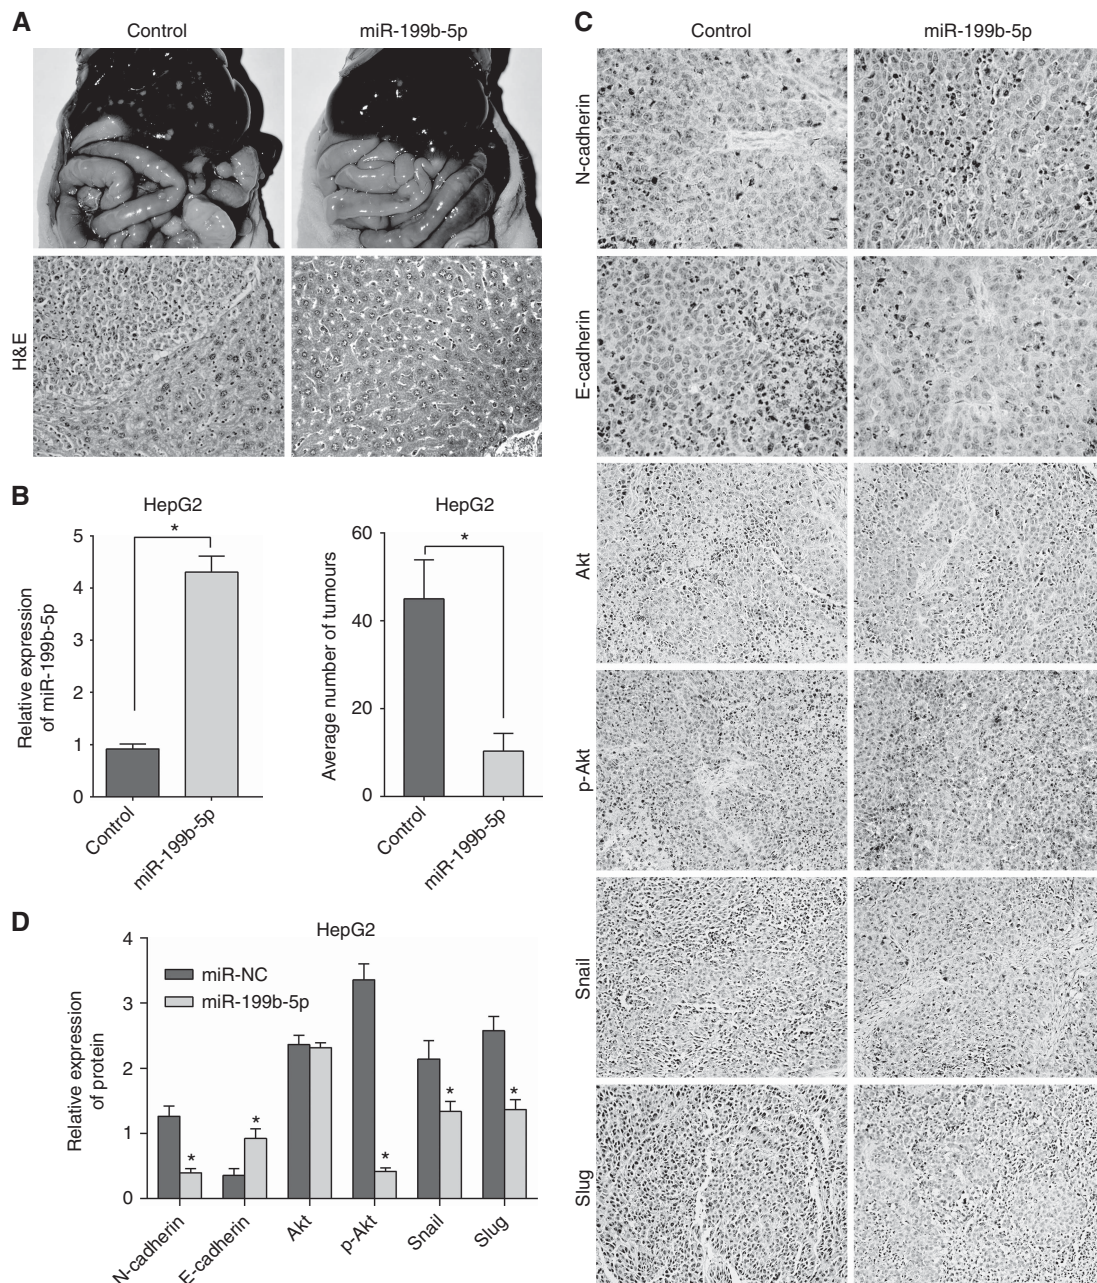 A
Control
miR-199b-5p
H&E
B
HepG2
Relative expression
of miR-199b-5p
5
4
3
2
1
0
*
Control
miR-199b-5p
HepG2
Average number of tumours
60
40
20
0
*
Control
miR-199b-5p
C
Control
miR-199b-5p
N-cadherin
E-cadherin
Akt
p-Akt
Snail
Slug
D
HepG2
miR-NC
miR-199b-5p
Relative expression
of protein
4
3
2
1
0
*
*
*
*
*
N-cadherin
E-cadherin
Akt
p-Akt
Snail
Slug